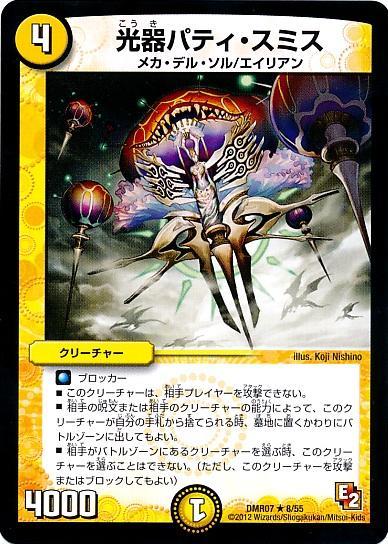 4
こうき
光器パティ・スミス
メカ・デル・ソル/エイリアン
illus. Koji Nishino
クリーチャー
ブロッカー
■ このクリーチャーは、相手プレイヤーを攻撃できない。
■ 相手の呪文または相手のクリーチャーの能力によって、このク
リーチャーが自分の手札から捨てられる時、墓地に置くかわりにバ
トルゾーンに出してもよい。
■ 相手がバトルゾーンにあるクリーチャーを選ぶ時、このクリー
チャーを選ぶことはできない。(ただし、このクリーチャーを攻撃
またはブロックしてもよい)
4000
1
DMR07 ★ 8/55
©2012 Wizards/Shogakukan/Mitsui-Kids
E2